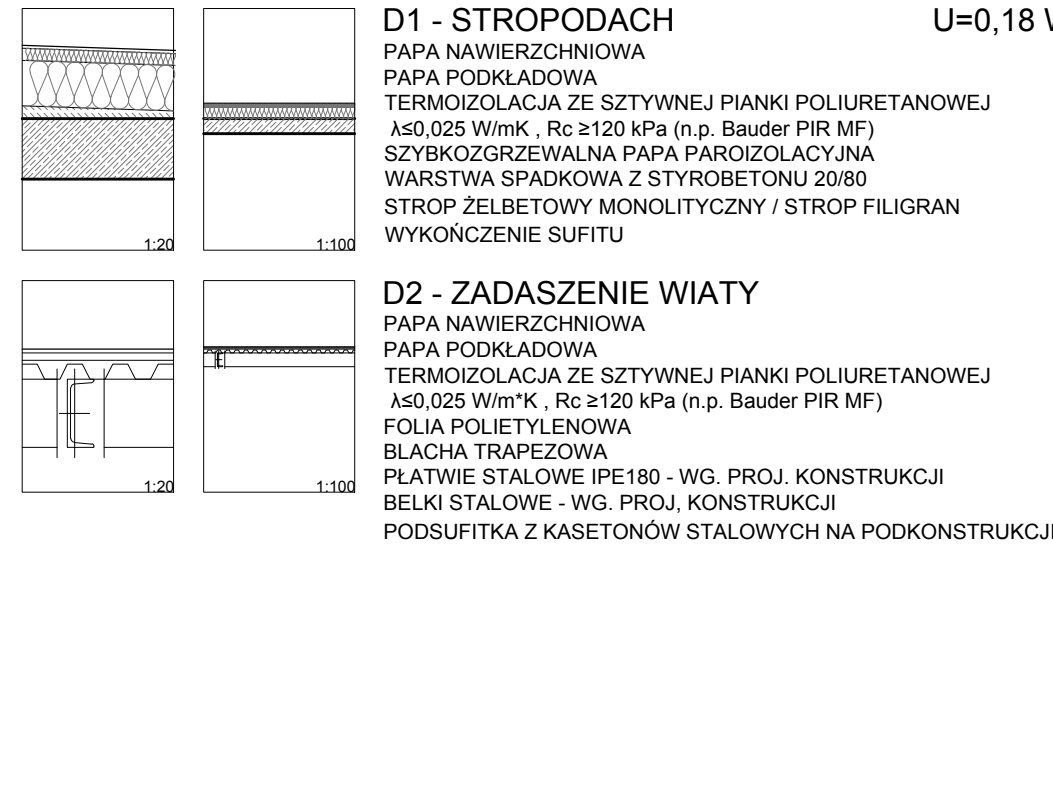 D1 - STROPODACH U=0,18 W
PAPA NAWIERZCHNIOWA
PAPA PODKŁADOWA
TERMOIZOLACJA ZE SZTYWNEJ PIANKI POLIURETANOWEJ
λ≤0,025 W/mK , Rc ≥120 kPa (n.p. Bauder PIR MF)
SZYBKOZGRZEWALNA PAPA PAROIZOLACYJNA
WARSTWA SPADKOWA Z STYROBETONU 20/80
STROP ŻELBETOWY MONOLITYCZNY / STROP FILIGRAN
WYKOŃCZENIE SUFITU
1:20
1:100
D2 - ZADASZENIE WIATY
PAPA NAWIERZCHNIOWA
PAPA PODKŁADOWA
TERMOIZOLACJA ZE SZTYWNEJ PIANKI POLIURETANOWEJ
λ≤0,025 W/m*K , Rc ≥120 kPa (n.p. Bauder PIR MF)
FOLIA POLIETYLENOWA
BLACHA TRAPEZOWA
PŁATWIE STALOWE IPE180 - WG. PROJ. KONSTRUKCJI
BELKI STALOWE - WG. PROJ, KONSTRUKCJI
PODSUFITKA Z KASETONÓW STALOWYCH NA PODKONSTRUKCJI
1:20
1:100